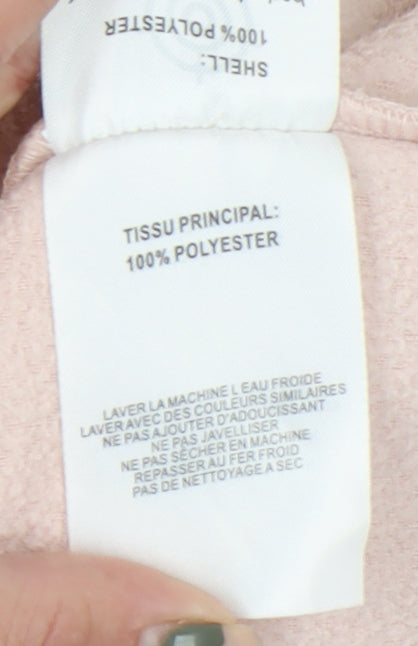 SHELL:
100% POLYESTER
TISSU PRINCIPAL:
100% POLYESTER
LAVER LA MACHINE L EAU FROIDE
LAVER AVEC DES COULEURS SIMILAIRES
NE PAS AJOUTER D'ADOUCISSANT
NE PAS JAVELLISER
NE PAS SÈCHER EN MACHINE
REPASSER AU FER FROID
PAS DE NETTOYAGE A SEC